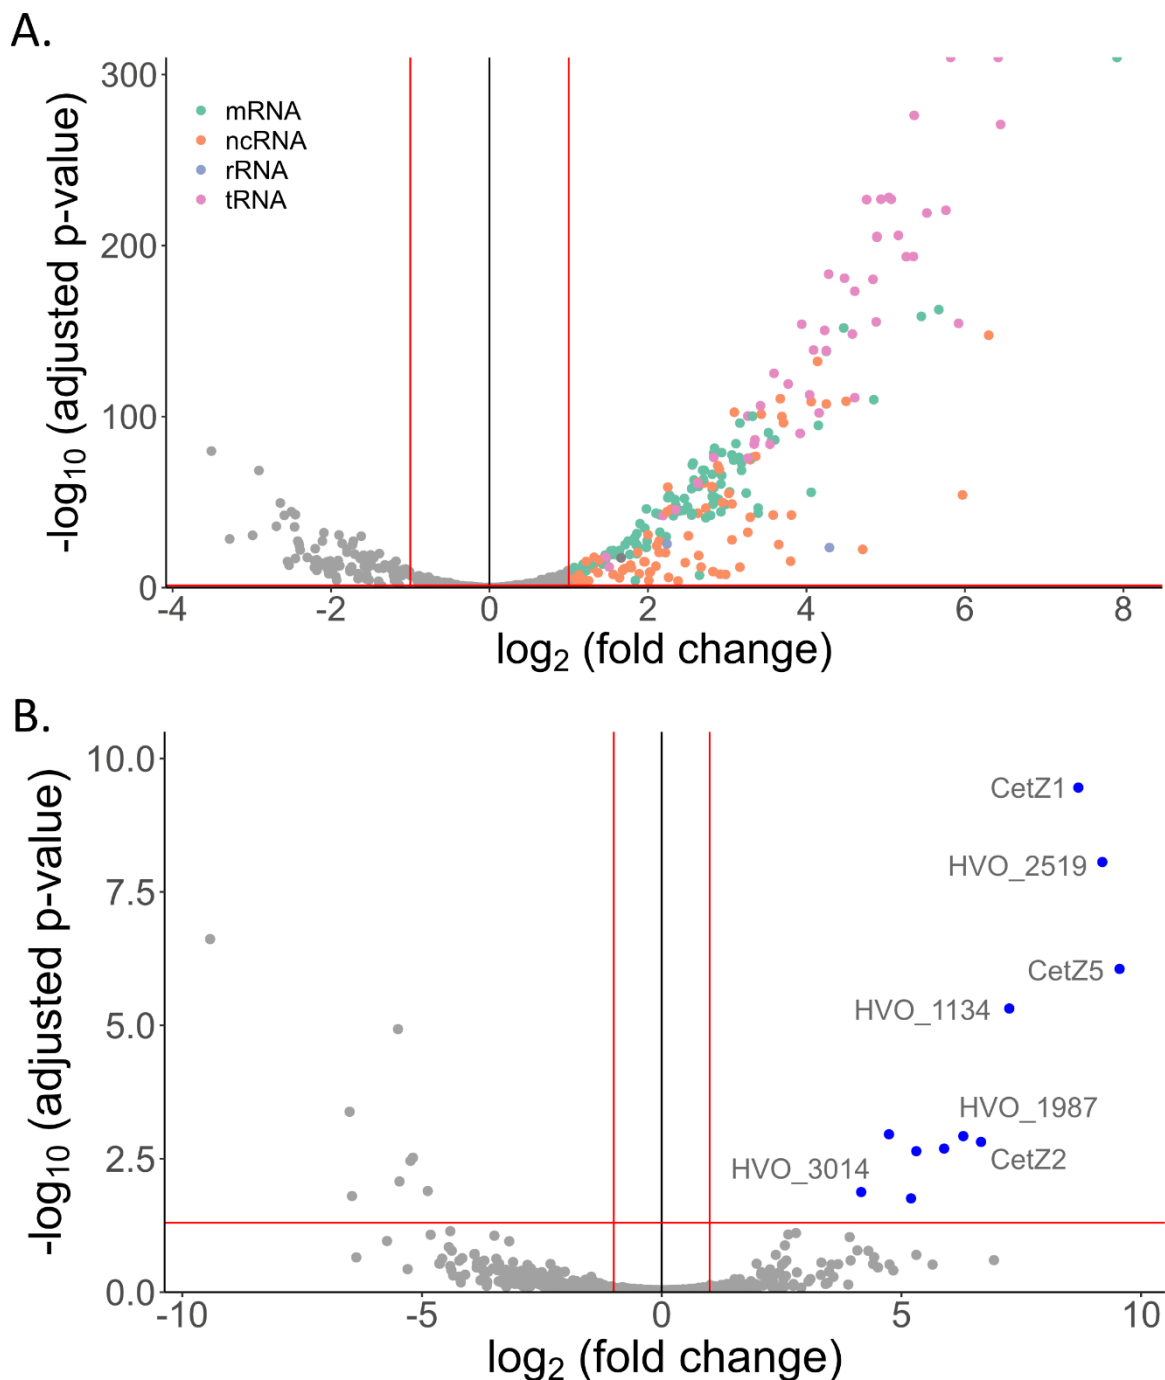 A.
-log10 (adjusted p-value)
300
200
100
0
mRNA
ncRNA
rRNA
tRNA
-4 -2 0 2 4 6 8
log2 (fold change)
B.
-log10 (adjusted p-value)
10.0
7.5
5.0
2.5
0.0
CetZ1
HVO_2519
CetZ5
HVO_1134
HVO_1987
CetZ2
HVO_3014
-10 -5 0 5 10
log2 (fold change)